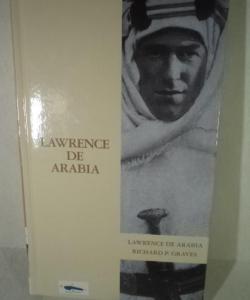 LAWRENCE
DE
ARABIA
LAWRENCE DE ARABIA
RICHARD P. GRAVES